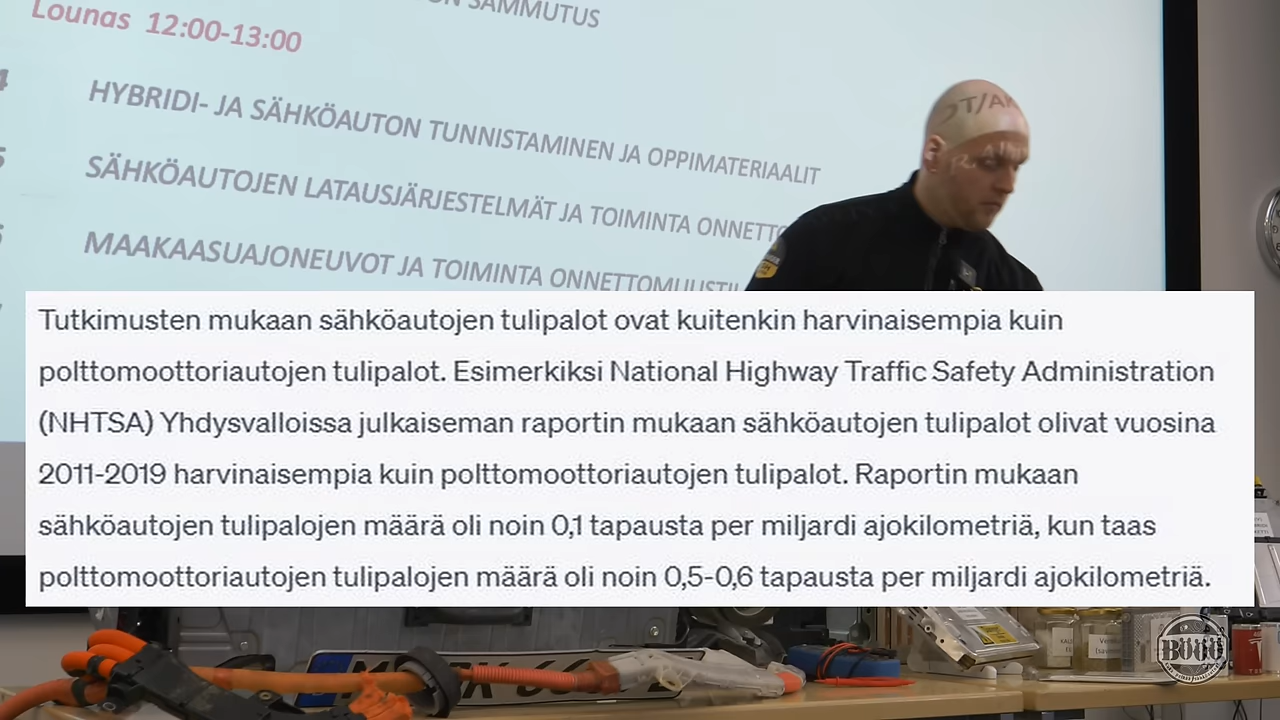 SAMMUTUS
Lounas 12:00-13:00
HYBRIDI- JA SÄHKÖAUTON TUNNISTAMINEN JA OPPIMATERIAALIT
SÄHKÖAUTOJEN LATAUSJÄRJESTELMÄT JA TOIMINTA
MAAKAASUAJONEUVOT JA TOIMINTA
Tutkimusten mukaan sähköautojen tulipalot ovat kuitenkin harvinaisempia kuin
polttomoottoriautojen tulipalot. Esimerkiksi National Highway Traffic Safety Administration
(NHTSA) Yhdysvalloissa julkaiseman raportin mukaan sähköautojen tulipalot olivat vuosina
2011-2019 harvinaisempia kuin polttomoottoriautojen tulipalot. Raportin mukaan
sähköautojen tulipalojen määrä oli noin 0,1 tapausta per miljardi ajokilometriä, kun taas
polttomoottoriautojen tulipalojen määrä oli noin 0,5-0,6 tapausta per miljardi ajokilometriä.